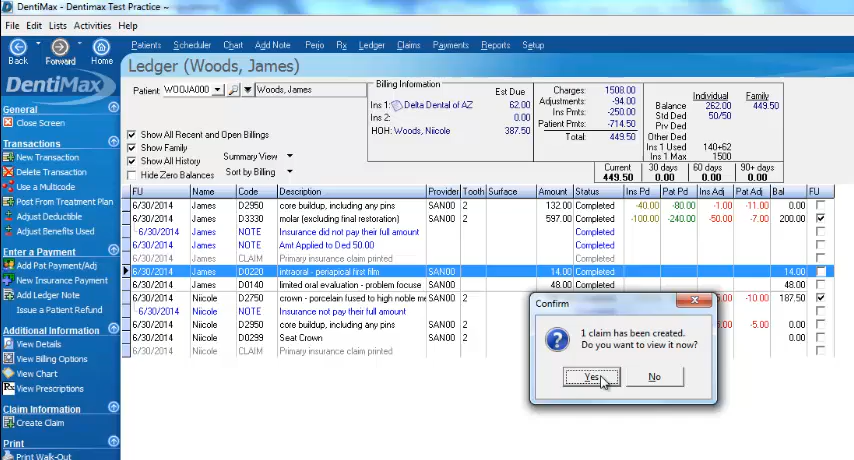 DentiMax - Dentimax Test Practice ~
File Edit Lists Activities Help
Back Forward Home
Patients Scheduler Chart Add Note Perio Rx Ledger Claims Payments Reports Setup
DentiMax
Ledger (Woods, James)
Patient WOOJA000 Woods, James
Show All Recent and Open Billings
Show Family
Show All History
Hide Zero Balances
Summary View
Sort by Billing
Billing Information
Est Due
Ins 1: Delta Dental of AZ 62.00
Ins 2: 0.00
HOH: Woods, Niicole 387.50
Charges: 1508.00
Adjustments: -94.00
Ins Pmts: -250.00
Patient Pmts: -714.50
Total: 449.50
Individual Family
Balance 262.00 449.50
Std Ded 50/50
Prv Ded
Other Ded
Ins 1 Used 140+62
Ins 1 Max 1500
Current 30 days 60 days 90+ days
449.50 0.00 0.00 0.00
General
Close Screen
Transactions
New Transaction
Delete Transaction
Use a Multicode
Post From Treatment Plan
Adjust Deductible
Adjust Benefits Used
Enter a Payment
Add Pat Payment/Adj
New Insurance Payment
Add Ledger Note
Issue a Patient Refund
Additional Information
View Details
View Billing Options
View Chart
Rx View Prescriptions
Claim Information
Create Claim
Print
Print Walk-Out
FU Name Code Description Provider Tooth Surface Amount Status Ins Pd Pat Pd Ins Adj Pat Adj Bal FU
6/30/2014 James D2950 core buildup, including any pins SAN00 2 132.00 Completed -40.00 -80.00 -1.00 -11.00 0.00
6/30/2014 James D3330 molar (excluding final restoration) SAN00 2 597.00 Completed -100.00 -240.00 -50.00 -7.00 200.00
6/30/2014 James NOTE Insurance did not pay their full amount
6/30/2014 James NOTE Amt Applied to Ded 50.00
6/30/2014 James CLAIM Primary insurance claim printed
6/30/2014 James D0220 intraoral - periapical first film SAN00 14.00 Completed 14.00
6/30/2014 James D0140 limited oral evaluation - problem focuse SAN00 48.00 Completed 48.00
6/30/2014 Niicole D2750 crown - porcelain fused to high noble me SAN00 2 -10.00 187.50
6/30/2014 Niicole NOTE Insurance not pay their full amount
6/30/2014 Niicole D2950 core buildup, including any pins SAN00 2 -5.00 0.00
6/30/2014 Niicole D0299 Seat Crown SAN00 2 0.00
6/30/2014 Niicole CLAIM Primary insurance claim printed
Confirm
1 claim has been created.
Do you want to view it now?
Yes No